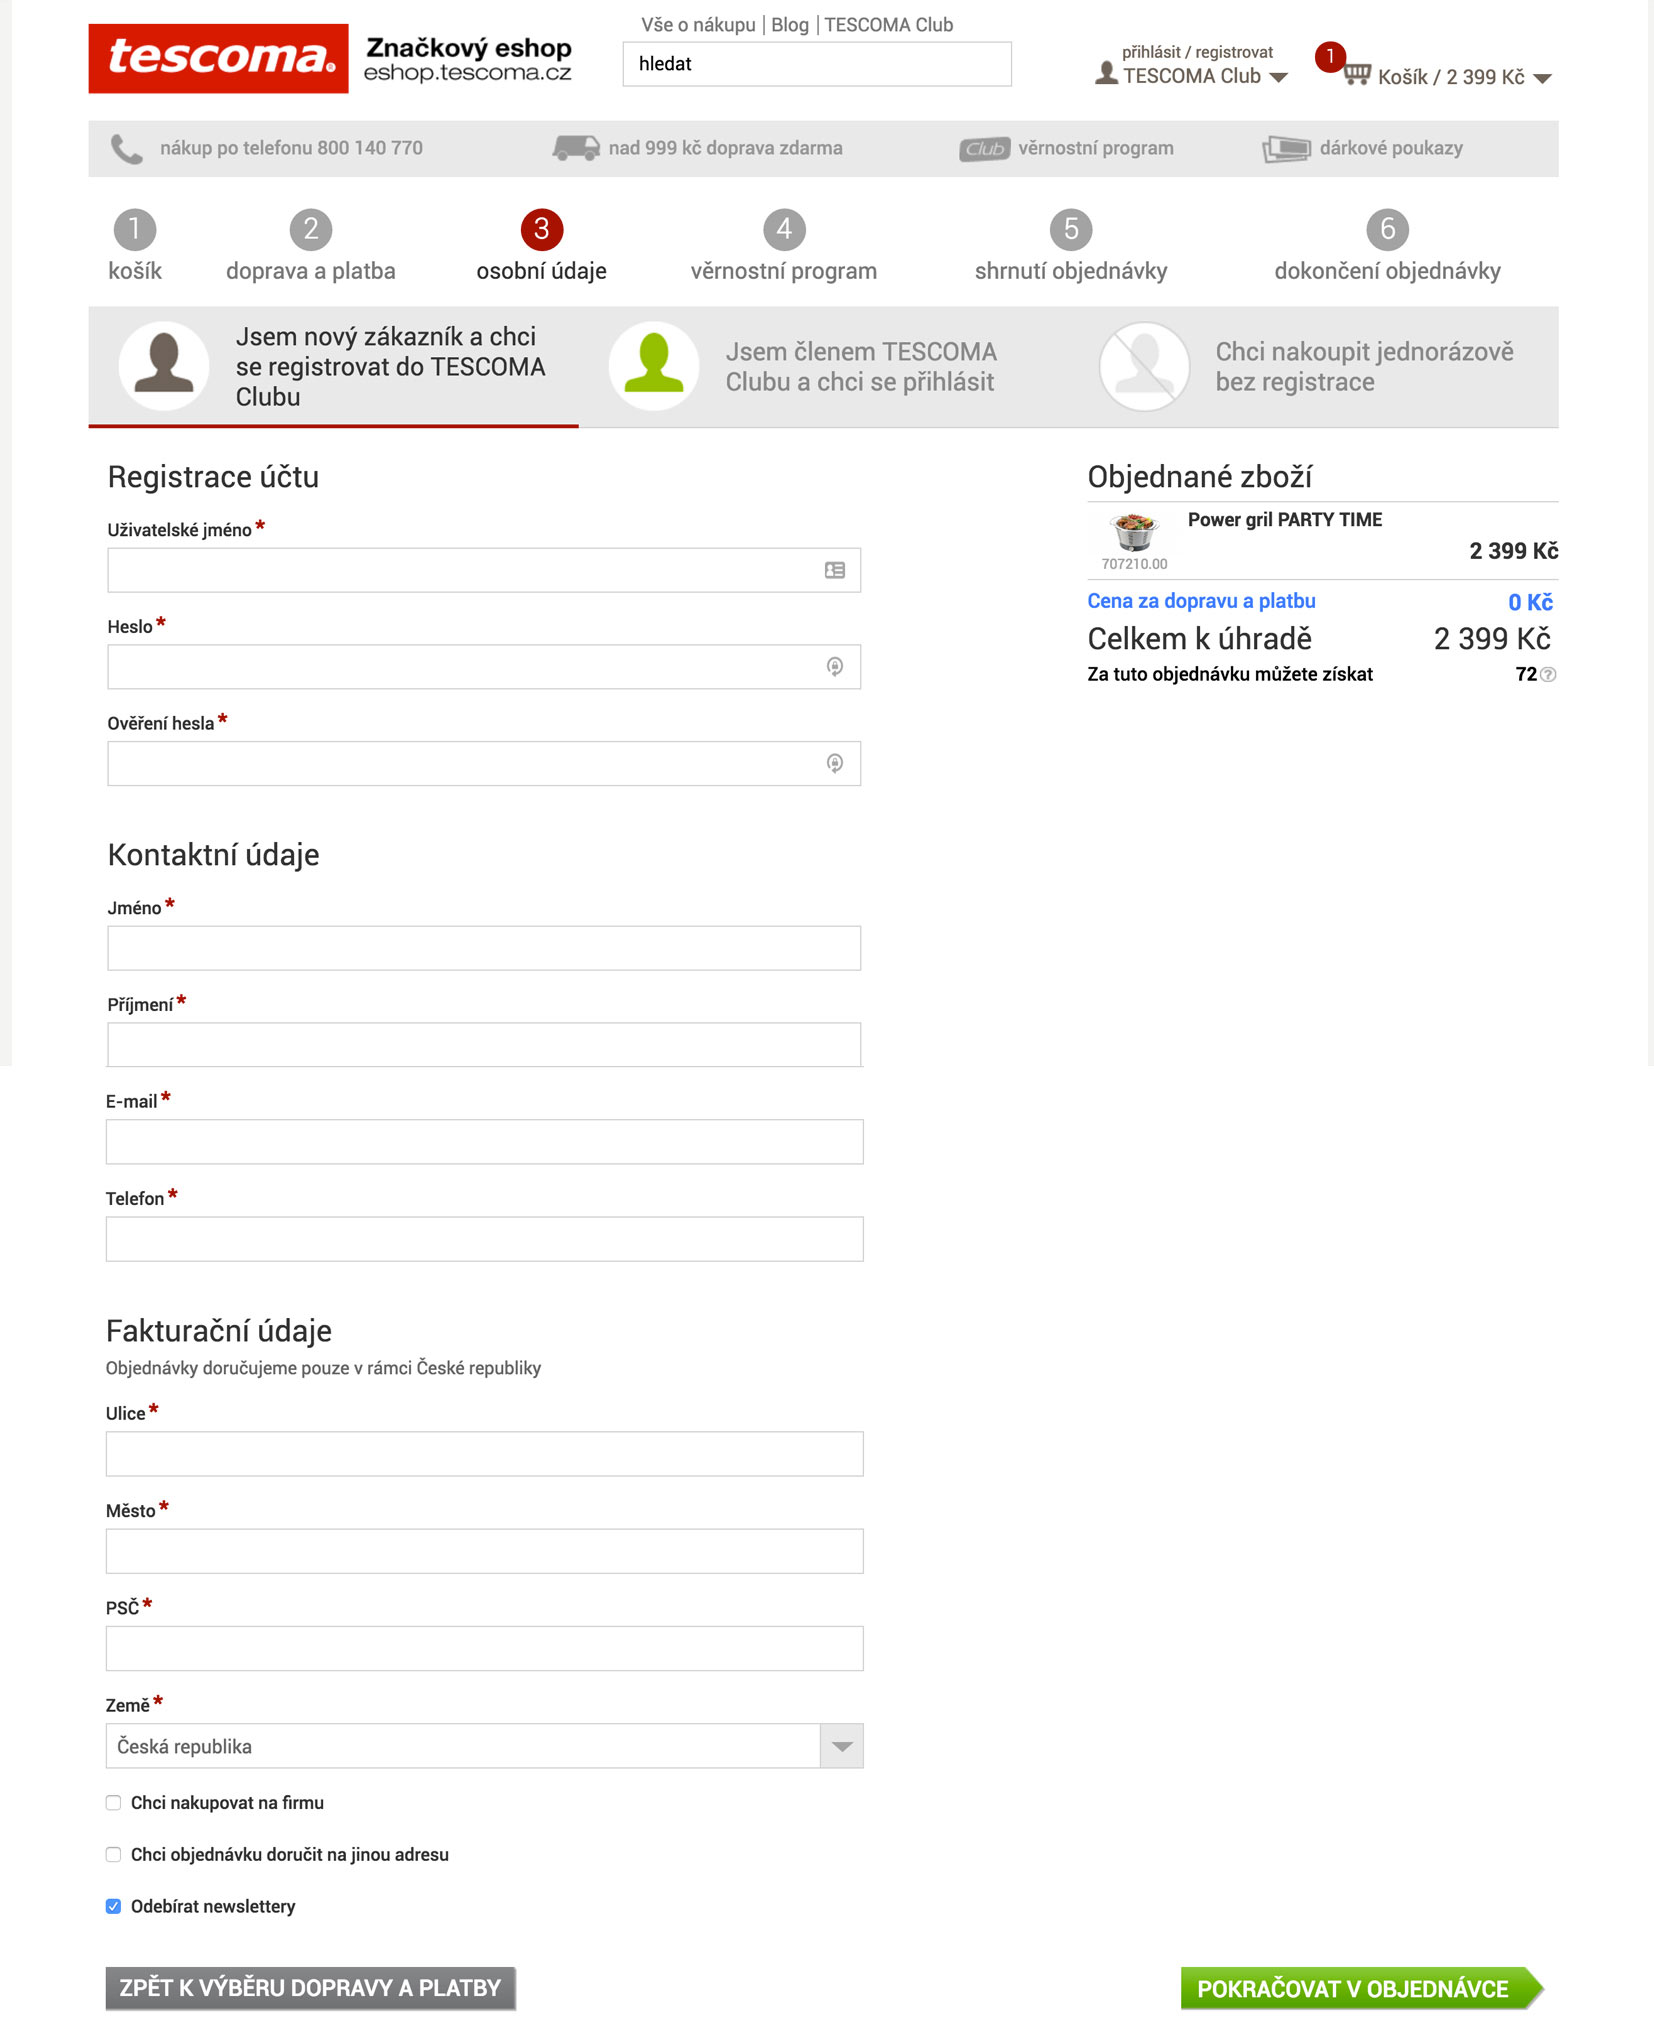 tescoma.
Značkový eshop
eshop.tescoma.cz
Vše o nákupu | Blog | TESCOMA Club
hledat
přihlásit / registrovat
TESCOMA Club
1
Košík / 2 399 Kč
nákup po telefonu 800 140 770
nad 999 kč doprava zdarma
Club věrnostní program
dárkové poukazy
1
košík
2
doprava a platba
3
osobní údaje
4
věrnostní program
5
shrnutí objednávky
6
dokončení objednávky
Jsem nový zákazník a chci
se registrovat do TESCOMA
Clubu
Jsem členem TESCOMA
Clubu a chci se přihlásit
Chci nakoupit jednorázově
bez registrace
Registrace účtu
Uživatelské jméno *
Heslo *
Ověření hesla *
Kontaktní údaje
Jméno *
Příjmení *
E-mail *
Telefon *
Fakturační údaje
Objednávky doručujeme pouze v rámci České republiky
Ulice *
Město *
PSČ *
Země *
Česká republika
Chci nakupovat na firmu
Chci objednávku doručit na jinou adresu
Odebírat newslettery
ZPĚT K VÝBĚRU DOPRAVY A PLATBY
Objednané zboží
Power gril PARTY TIME
707210.00
2 399 Kč
Cena za dopravu a platbu 0 Kč
Celkem k úhradě 2 399 Kč
Za tuto objednávku můžete získat 72 ?
POKRAČOVAT V OBJEDNÁVCE